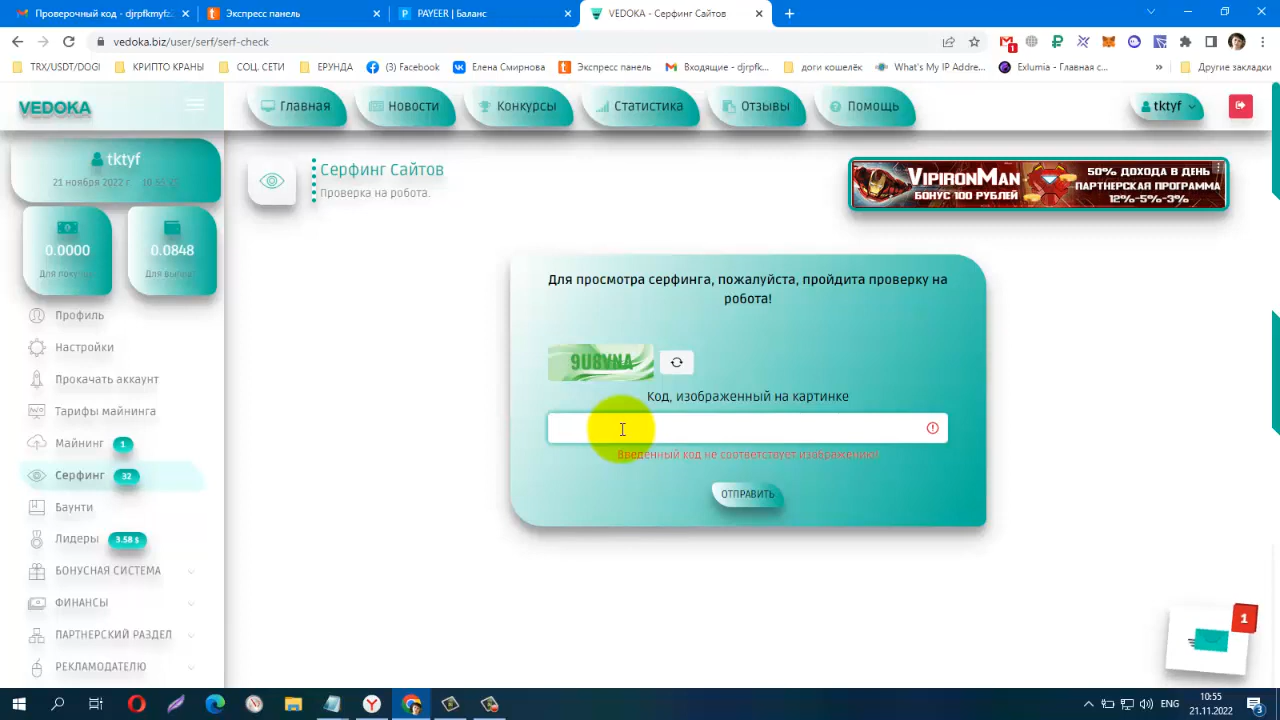 Проверочный код - djrpfkmyfz
Экспресс панель
PAYEER | Баланс
VEDOKA - Серфинг Сайтов
vedoka.biz/user/serf/serf-check
TRX/USDT/DOGI
КРИПТО КРАНЫ
СОЦ. СЕТИ
ЕРУНДА
(3) Facebook
Елена Смирнова
Экспресс панель
Входящие - djrpfk...
доги кошелёк
What's My IP Addre...
Exlumia - Главная с...
»
Другие закладки
VEDOKA
Главная
Новости
Конкурсы
Статистика
Отзывы
Помощь
tktyf
tktyf
21 ноября 2022 г.
0.0000
Для покупок
0.0848
Для выплат
Профиль
Настройки
Прокачать аккаунт
Тарифы майнинга
Майнинг 1
Серфинг 32
Баунти
Лидеры 3.58 $
БОНУСНАЯ СИСТЕМА
ФИНАНСЫ
ПАРТНЕРСКИЙ РАЗДЕЛ
РЕКЛАМОДАТЕЛЮ
Серфинг Сайтов
Проверка на робота.
VIPIRONMAN
БОНУС 100 РУБЛЕЙ
50% ДОХОДА В ДЕНЬ
ПАРТНЕРСКАЯ ПРОГРАММА
12%-5%-3%
Для просмотра серфинга, пожалуйста, пройдита проверку на
робота!
9U8VNA
Код, изображенный на картинке
Введенный код не соответствует изображению!
ОТПРАВИТЬ
1
ENG
10:55
21.11.2022
3